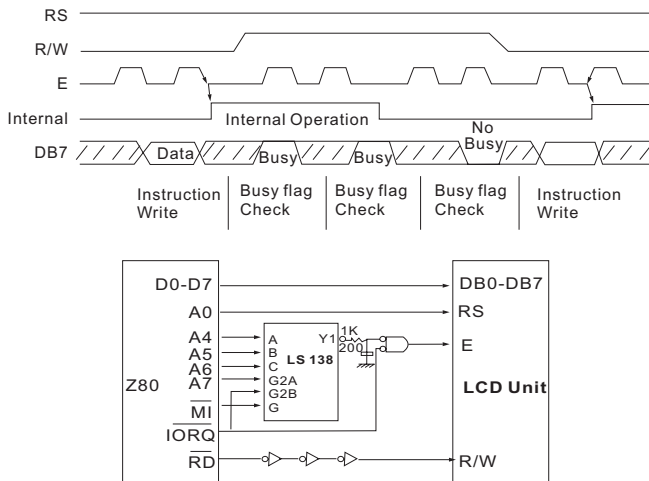 RS
R/W
E
Internal
Internal Operation
No
Busy
DB7
Data
Busy
Busy
Instruction
Write
Busy flag
Check
Busy flag
Check
Busy flag
Check
Instruction
Write
D0-D7
DB0-DB7
A0
RS
A4
A
Y1
1K
A5
B
LS 138
200
E
A6
C
A7
G2A
Z80
G2B
LCD Unit
MI
G
IORQ
RD
R/W